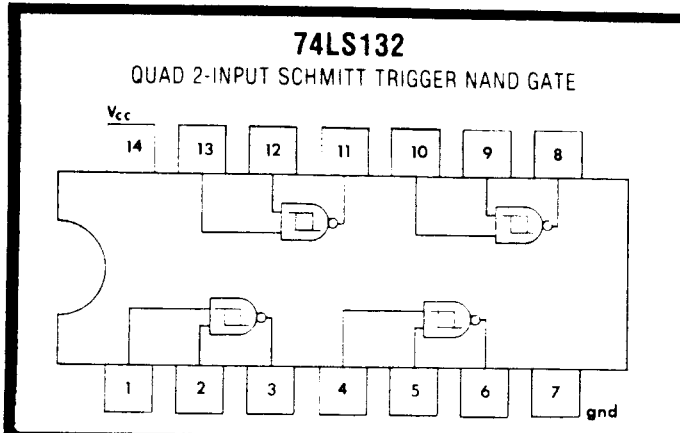 74LS132
QUAD 2-INPUT SCHMITT TRIGGER NAND GATE
Vcc
14 13 12 11 10 9 8
1 2 3 4 5 6 7
gnd